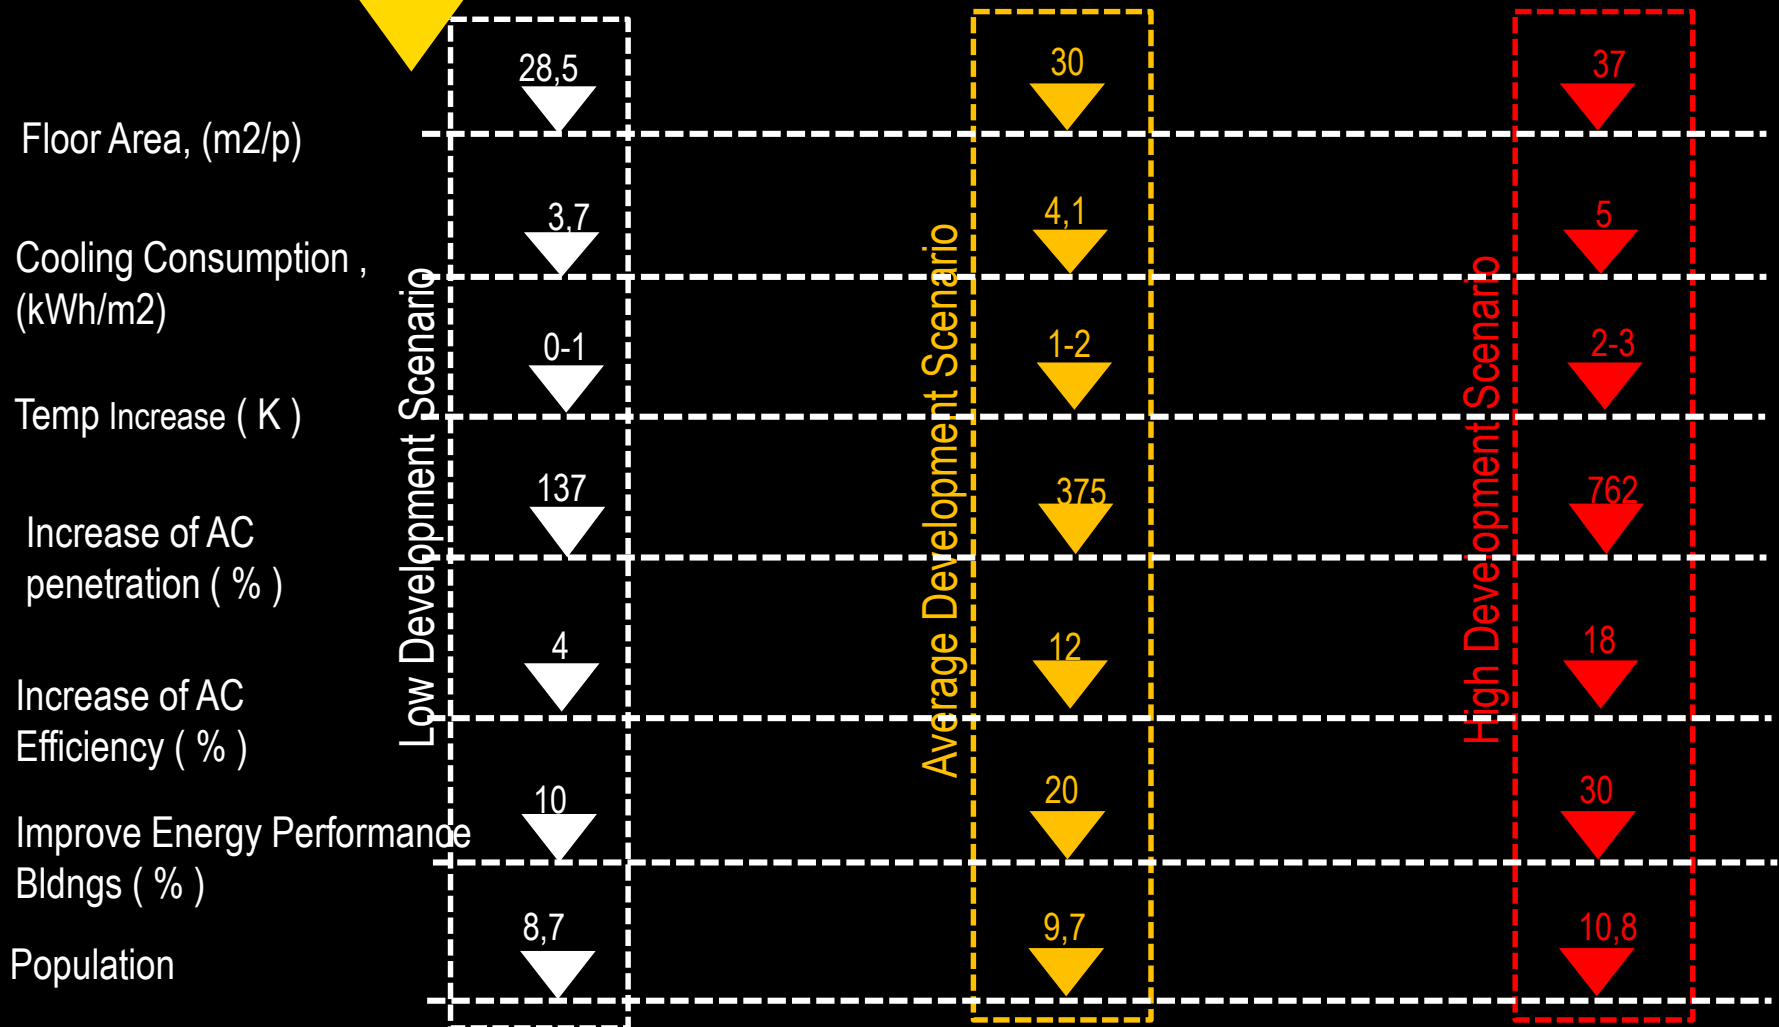 28,5
30
37
Floor Area, (m2/p)
3,7
4,1
5
Cooling Consumption ,
(kWh/m2)
0-1
1-2
2-3
Temp Increase ( K )
137
375
762
Increase of AC
penetration ( % )
4
12
18
Increase of AC
Efficiency ( % )
10
20
30
Improve Energy Performance
Bldngs ( % )
8,7
9,7
10,8
Population
Low Development Scenario
Average Development Scenario
High Development Scenario